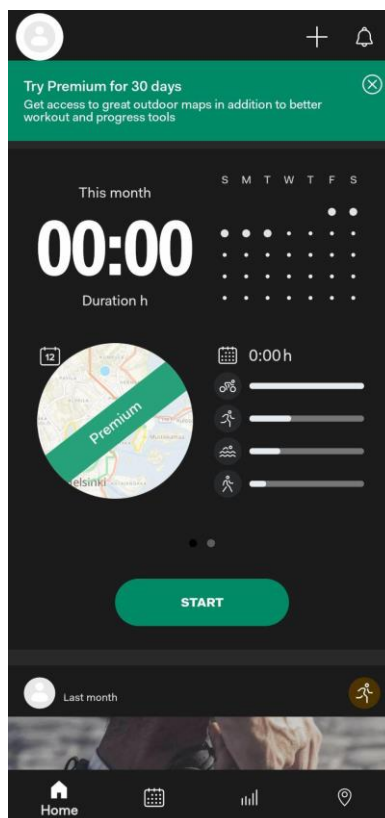 Try Premium for 30 days
Get access to great outdoor maps in addition to better
workout and progress tools
This month
S M T W T F S
00:00
Duration h
12
0:00 h
Premium
elsinki
START
Last month
Home